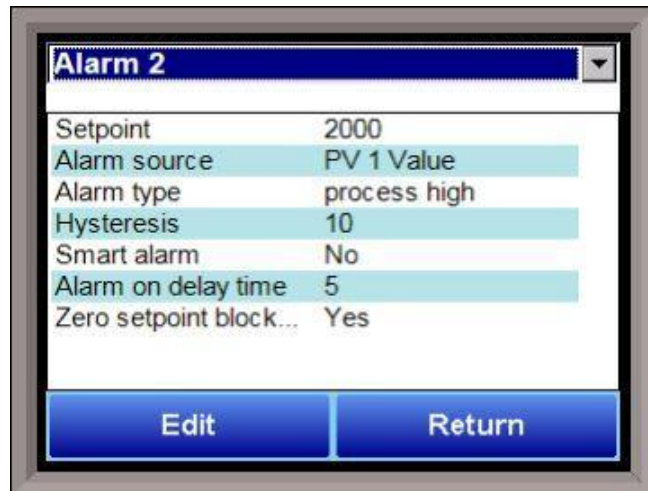 Alarm 2
Setpoint 2000
Alarm source PV 1 Value
Alarm type process high
Hysteresis 10
Smart alarm No
Alarm on delay time 5
Zero setpoint block... Yes
Edit Return